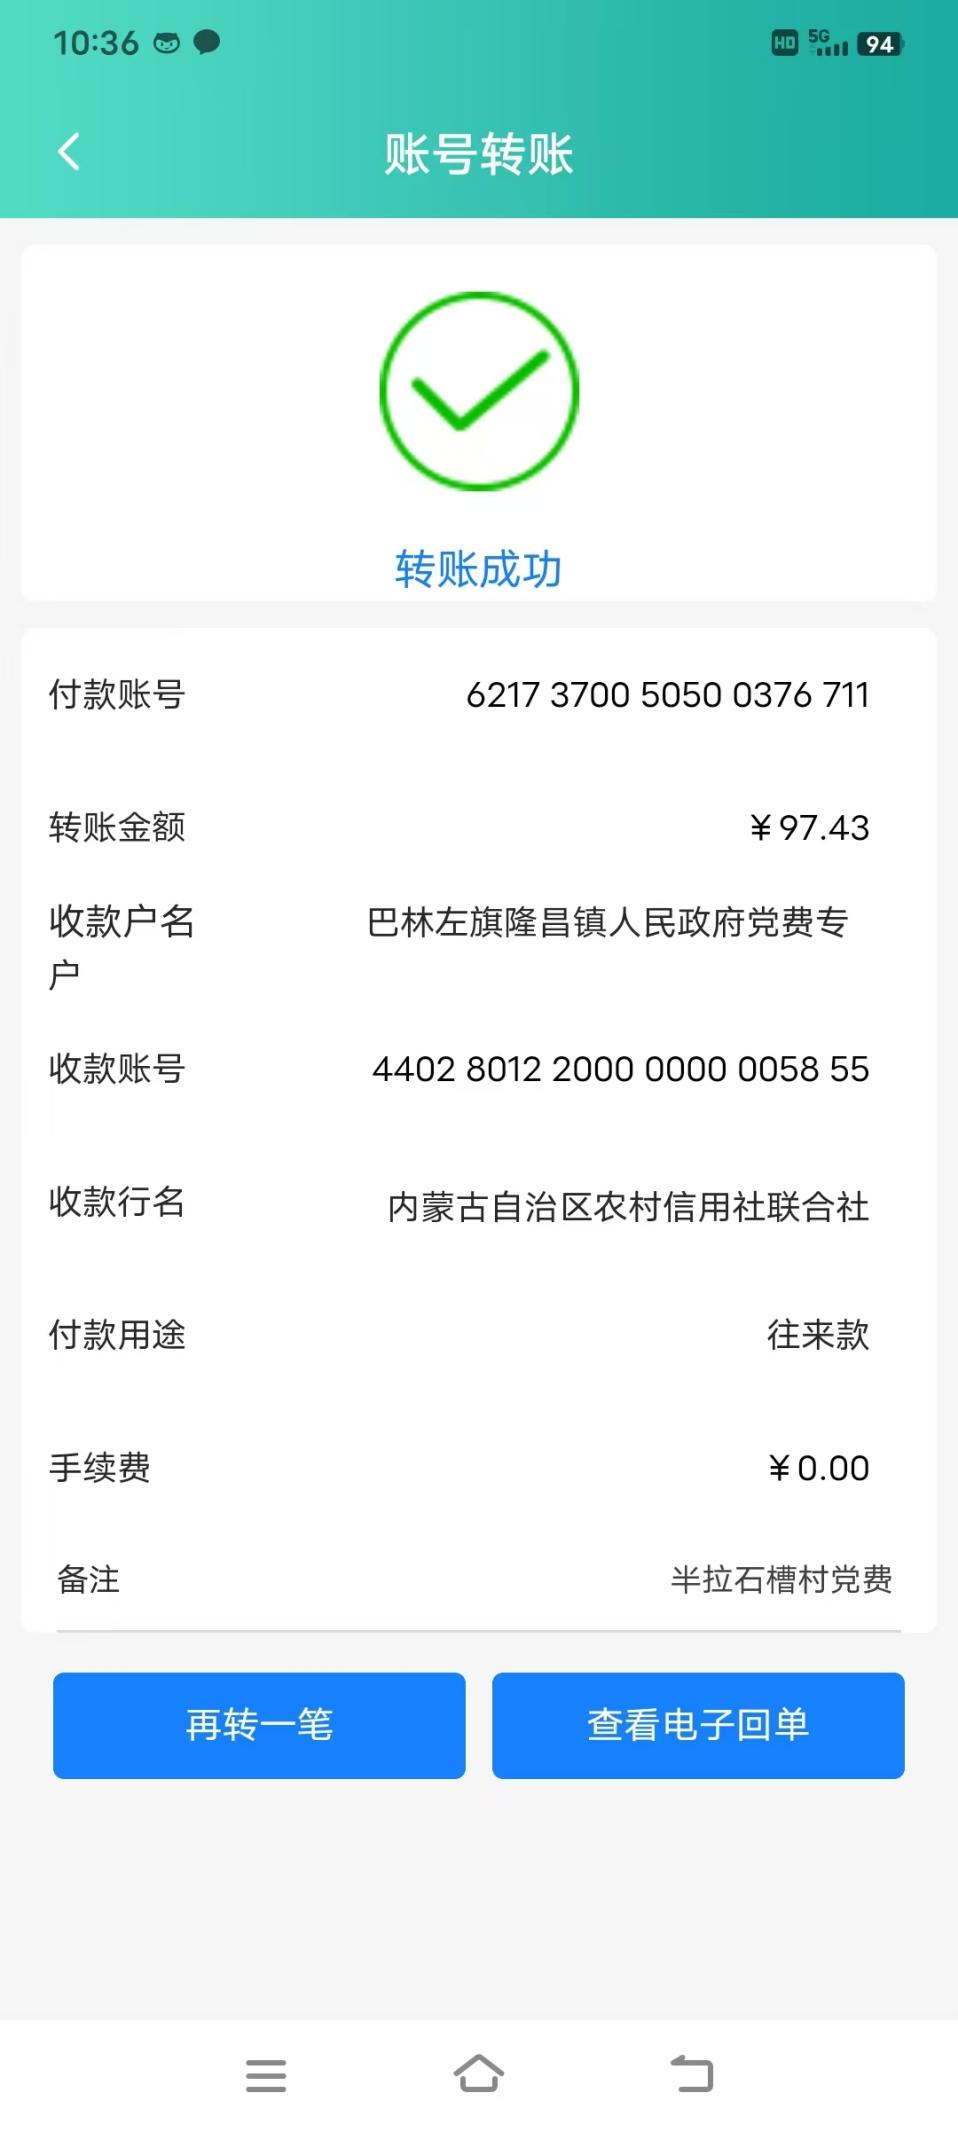 10:36 HD 5G 94
账号转账
转账成功
付款账号 6217 3700 5050 0376 711
转账金额 ¥97.43
收款户名 巴林左旗隆昌镇人民政府党费专
户
收款账号 4402 8012 2000 0000 0058 55
收款行名 内蒙古自治区农村信用社联合社
付款用途 往来款
手续费 ¥0.00
备注 半拉石槽村党费
再转一笔 查看电子回单